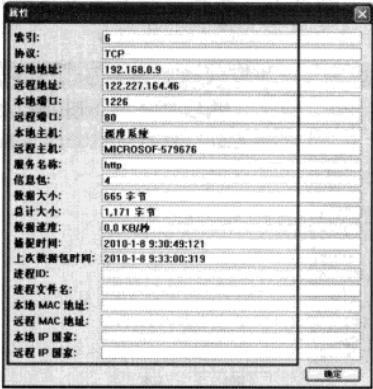 属性
索引: 6
协议: TCP
本地地址: 192.168.0.9
远程地址: 122.227.164.46
本地端口: 1226
远程端口: 80
本地主机: 深度系统
远程主机: MICROSOF-579676
服务名称: http
信息包: 4
数据大小: 665 字节
总计大小: 1,171 字节
数据速度: 0.0 KB/秒
捕捉时间: 2010-1-8 9:30:49:121
上次数据包时间: 2010-1-8 9:33:00:319
进程ID:
进程文件名:
本地 MAC 地址:
远程 MAC 地址:
本地 IP 国家:
远程 IP 国家:
确定